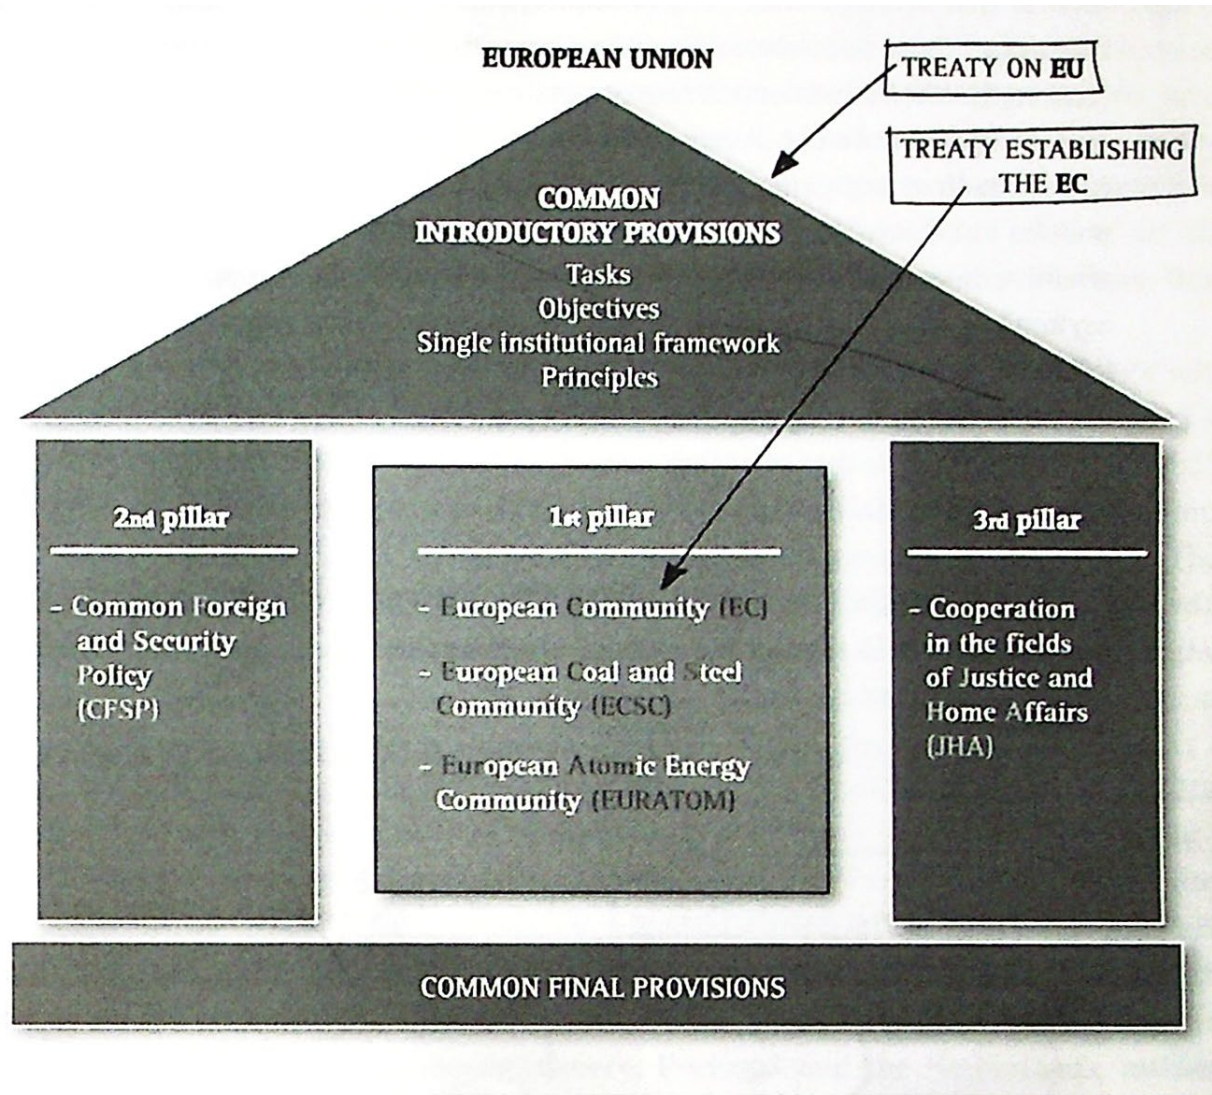 EUROPEAN UNION
TREATY ON EU
TREATY ESTABLISHING
THE EC
COMMON
INTRODUCTORY PROVISIONS
Tasks
Objectives
Single institutional framework
Principles
2nd pillar
– Common Foreign
and Security
Policy
(CFSP)
1st pillar
– European Community (EC)
– European Coal and Steel
Community (ECSC)
– European Atomic Energy
Community (EURATOM)
3rd pillar
– Cooperation
in the fields
of Justice and
Home Affairs
(JHA)
COMMON FINAL PROVISIONS